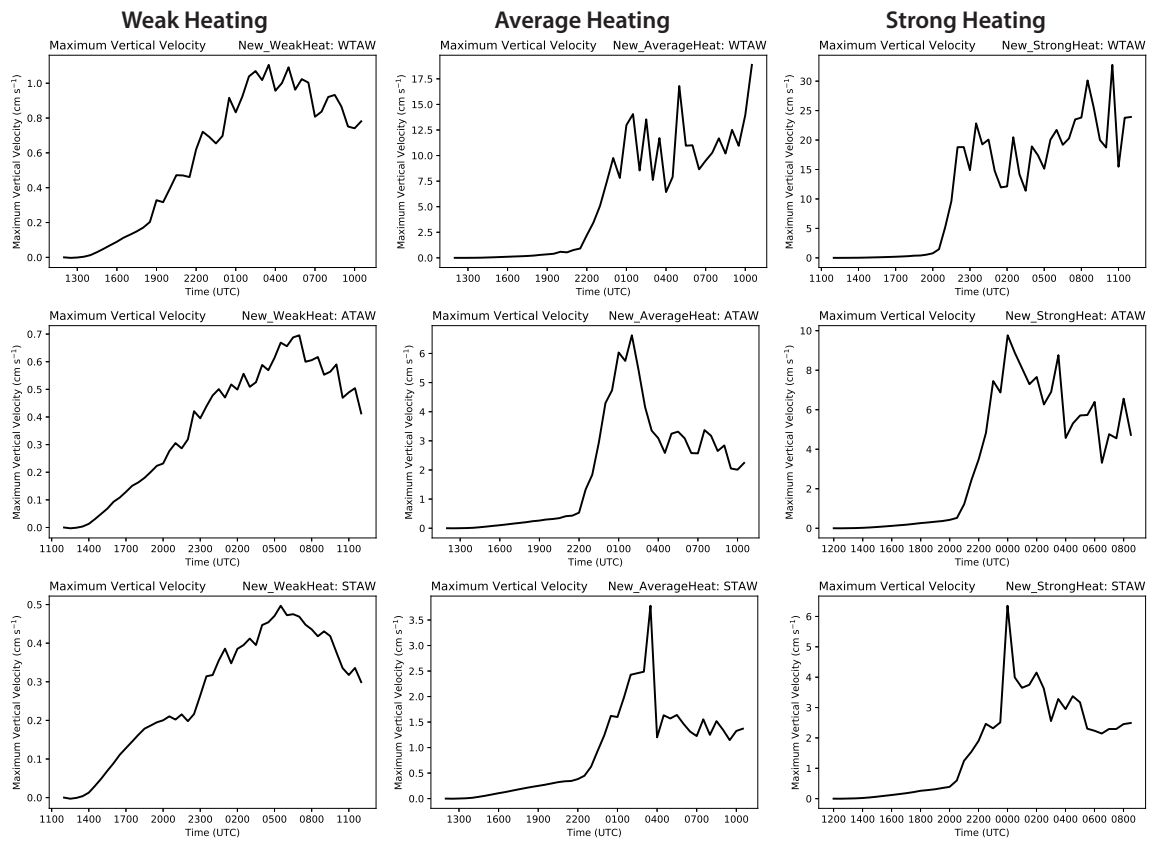 Weak Heating Average Heating Strong Heating
Maximum Vertical Velocity New_WeakHeat: WTAW
Maximum Vertical Velocity (cm s⁻¹)
1.0
0.8
0.6
0.4
0.2
0.0
1300 1600 1900 2200 0100 0400 0700 1000
Time (UTC)
Maximum Vertical Velocity New_AverageHeat: WTAW
Maximum Vertical Velocity (cm s⁻¹)
17.5
15.0
12.5
10.0
7.5
5.0
2.5
0.0
1300 1600 1900 2200 0100 0400 0700 1000
Time (UTC)
Maximum Vertical Velocity New_StrongHeat: WTAW
Maximum Vertical Velocity (cm s⁻¹)
30
25
20
15
10
5
0
1100 1400 1700 2000 2300 0200 0500 0800 1100
Time (UTC)
Maximum Vertical Velocity New_WeakHeat: ATAW
Maximum Vertical Velocity (cm s⁻¹)
0.7
0.6
0.5
0.4
0.3
0.2
0.1
0.0
1100 1400 1700 2000 2300 0200 0500 0800 1100
Time (UTC)
Maximum Vertical Velocity New_AverageHeat: ATAW
Maximum Vertical Velocity (cm s⁻¹)
6
5
4
3
2
1
0
1300 1600 1900 2200 0100 0400 0700 1000
Time (UTC)
Maximum Vertical Velocity New_StrongHeat: ATAW
Maximum Vertical Velocity (cm s⁻¹)
10
8
6
4
2
0
1200 1400 1600 1800 2000 2200 0000 0200 0400 0600 0800
Time (UTC)
Maximum Vertical Velocity New_WeakHeat: STAW
Maximum Vertical Velocity (cm s⁻¹)
0.5
0.4
0.3
0.2
0.1
0.0
1100 1400 1700 2000 2300 0200 0500 0800 1100
Time (UTC)
Maximum Vertical Velocity New_AverageHeat: STAW
Maximum Vertical Velocity (cm s⁻¹)
3.5
3.0
2.5
2.0
1.5
1.0
0.5
0.0
1300 1600 1900 2200 0100 0400 0700 1000
Time (UTC)
Maximum Vertical Velocity New_StrongHeat: STAW
Maximum Vertical Velocity (cm s⁻¹)
6
5
4
3
2
1
0
1200 1400 1600 1800 2000 2200 0000 0200 0400 0600 0800
Time (UTC)